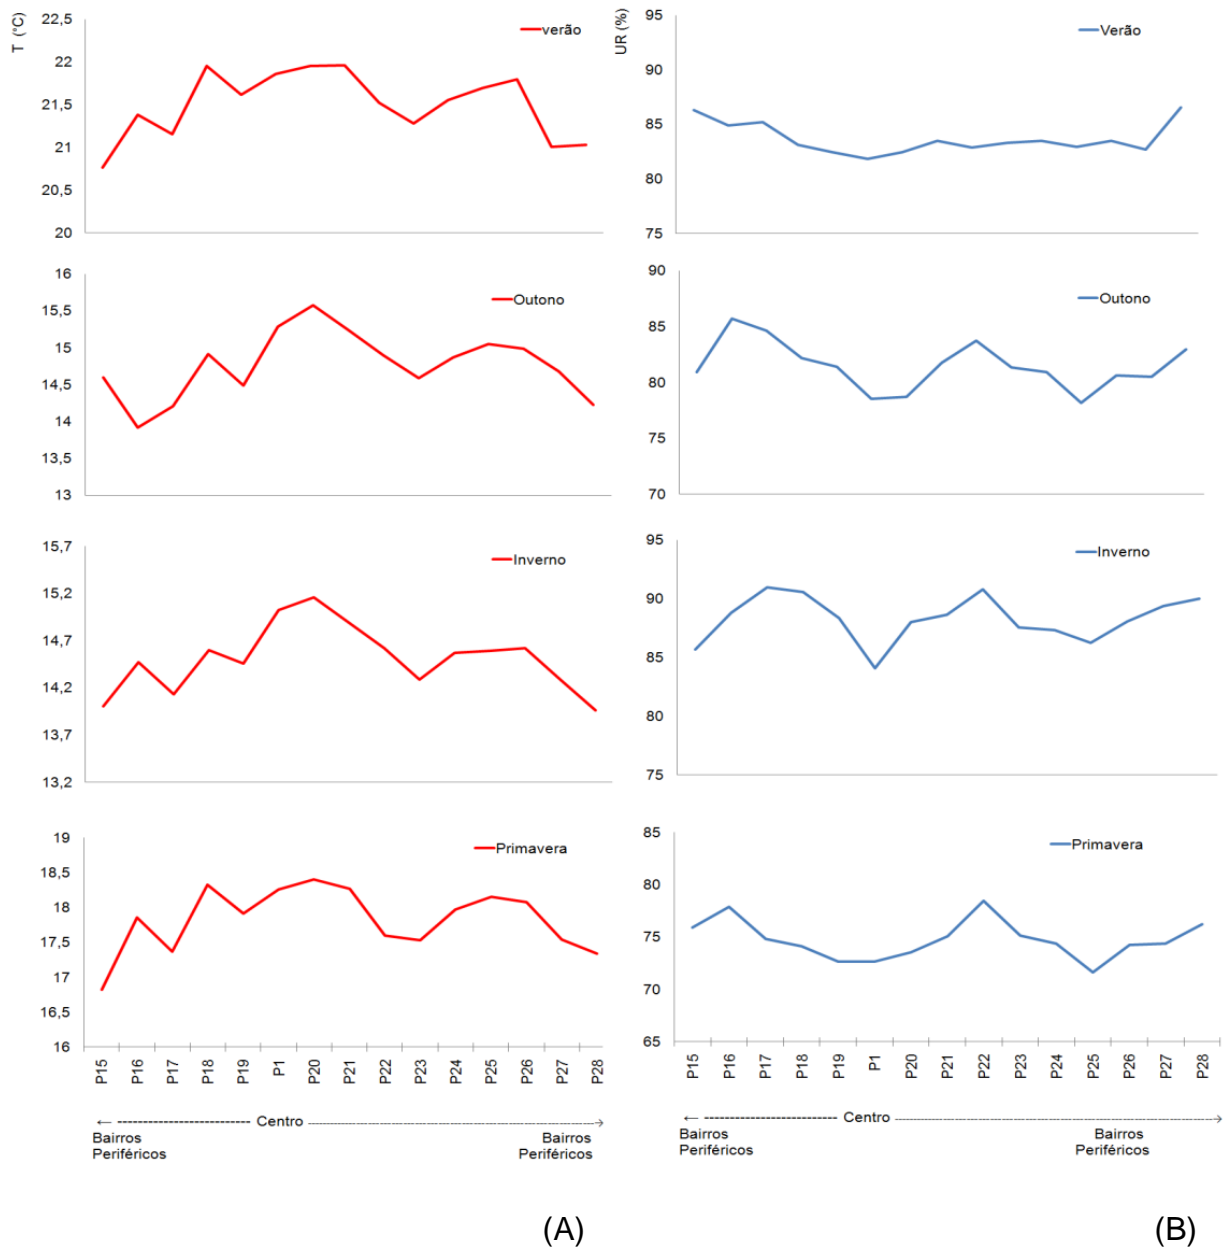 T (°C)
22,5
22
21,5
21
20,5
20
verão
UR (%)
95
90
85
80
75
Verão
16
15,5
15
14,5
14
13,5
13
Outono
90
85
80
75
70
Outono
15,7
15,2
14,7
14,2
13,7
13,2
Inverno
95
90
85
80
75
Inverno
19
18,5
18
17,5
17
16,5
16
Primavera
P15 P16 P17 P18 P19 P1 P20 P21 P22 P23 P24 P25 P26 P27 P28
← ---------- Centro ---------- →
Bairros Periféricos
Bairros Periféricos
85
80
75
70
65
Primavera
P15 P16 P17 P18 P19 P1 P20 P21 P22 P23 P24 P25 P26 P27 P28
← ---------- Centro ---------- →
Bairros Periféricos
Bairros Periféricos
(A)
(B)